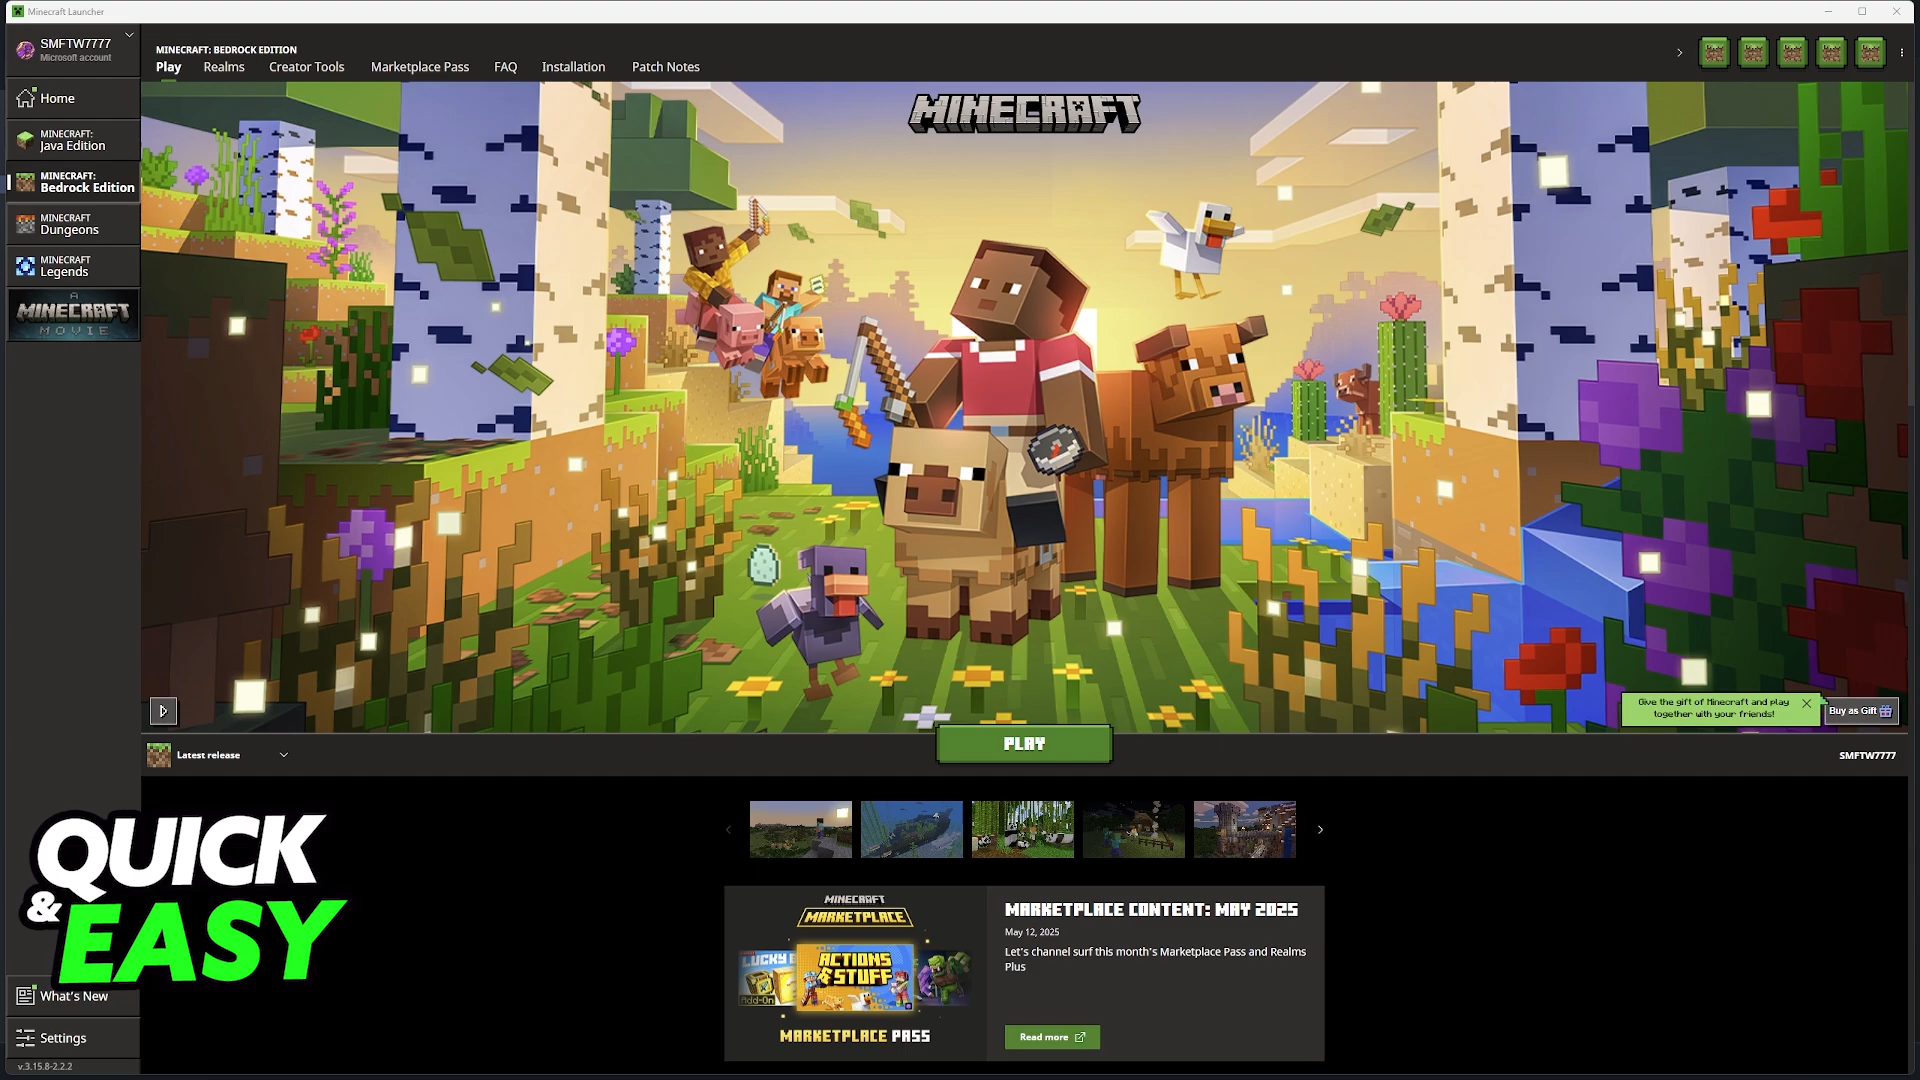 Minecraft Launcher
SMFTW7777
Microsoft account
MINECRAFT: BEDROCK EDITION
Play Realms Creator Tools Marketplace Pass FAQ Installation Patch Notes
Home
MINECRAFT:
Java Edition
MINECRAFT:
Bedrock Edition
MINECRAFT
Dungeons
MINECRAFT
Legends
A
MINECRAFT
MOVIE
MINECRAFT
Give the gift of Minecraft and play
together with your friends!
Buy as Gift
Latest release
PLAY
SMFTW7777
QUICK
& EASY
MINECRAFT
MARKETPLACE
LUCKY
Add-On
ACTIONS
& STUFF
MARKETPLACE PASS
MARKETPLACE CONTENT: MAY 2025
May 12, 2025
Let's channel surf this month's Marketplace Pass and Realms
Plus
Read more
What's New
Settings
v.3.15.8-2.2.2